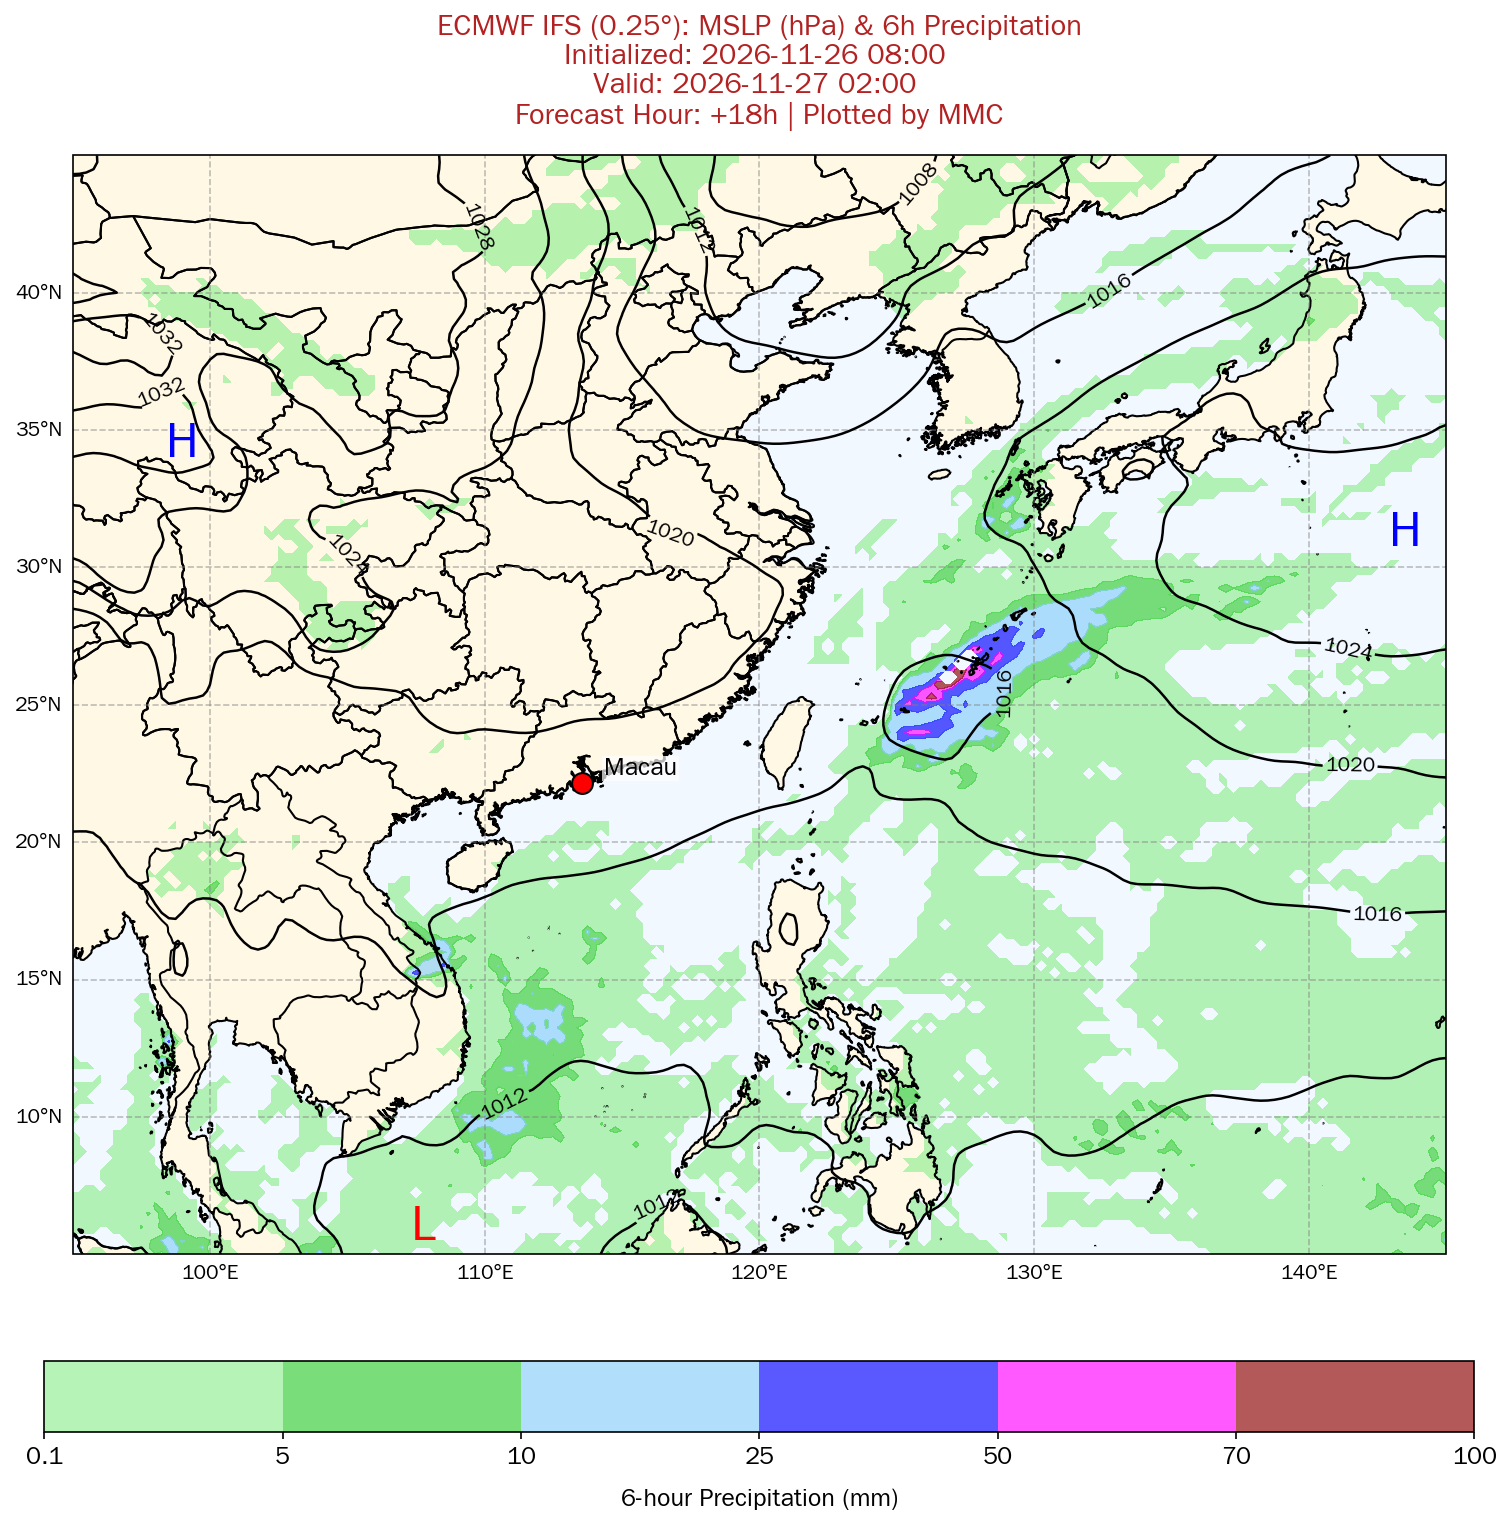 ECMWF IFS (0.25°): MSLP (hPa) & 6h Precipitation
Initialized: 2026-11-26 08:00
Valid: 2026-11-27 02:00
Forecast Hour: +18h | Plotted by MMC
1008
1028
1012
40°N
1016
1032
1032
35°N
H
H
1020
1024
30°N
1024
1016
25°N
1020
Macau
20°N
1016
15°N
1012
10°N
1012
L
100°E 110°E 120°E 130°E 140°E
0.1 5 10 25 50 70 100
6-hour Precipitation (mm)